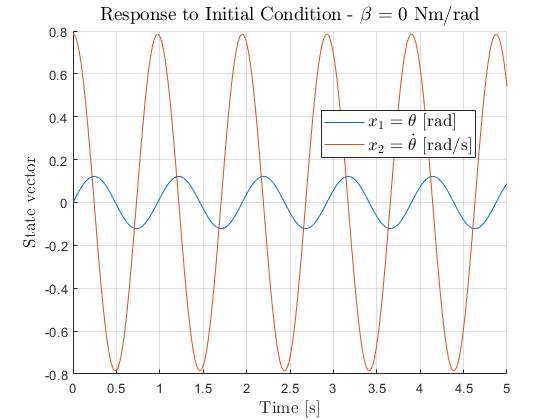 Response to Initial Condition - β = 0 Nm/rad
0.8
0.6
0.4
0.2
0
-0.2
-0.4
-0.6
-0.8
State vector
x₁ = θ [rad]
x₂ = θ̇ [rad/s]
0 0.5 1 1.5 2 2.5 3 3.5 4 4.5 5
Time [s]